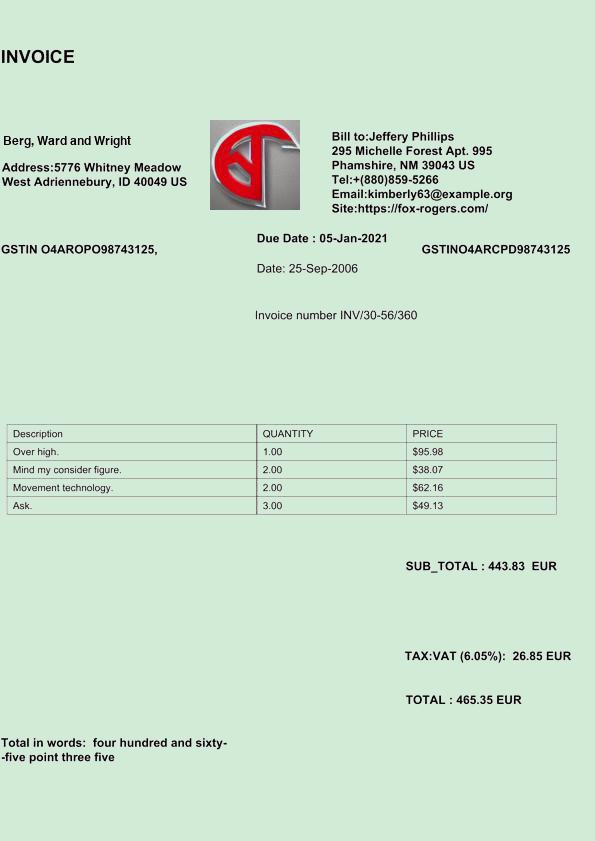 INVOICE
Berg, Ward and Wright
Address:5776 Whitney Meadow
West Adriennebury, ID 40049 US
Bill to:Jeffery Phillips
295 Michelle Forest Apt. 995
Phamshire, NM 39043 US
Tel:+(880)859-5266
Email:kimberly63@example.org
Site:https://fox-rogers.com/
GSTIN O4AROPO98743125,
Due Date : 05-Jan-2021
GSTINO4ARCPD98743125
Date: 25-Sep-2006
Invoice number INV/30-56/360
Description QUANTITY PRICE
Over high. 1.00 $95.98
Mind my consider figure. 2.00 $38.07
Movement technology. 2.00 $62.16
Ask. 3.00 $49.13
SUB_TOTAL : 443.83  EUR
TAX:VAT (6.05%):  26.85 EUR
TOTAL : 465.35 EUR
Total in words:  four hundred and sixty-
-five point three five